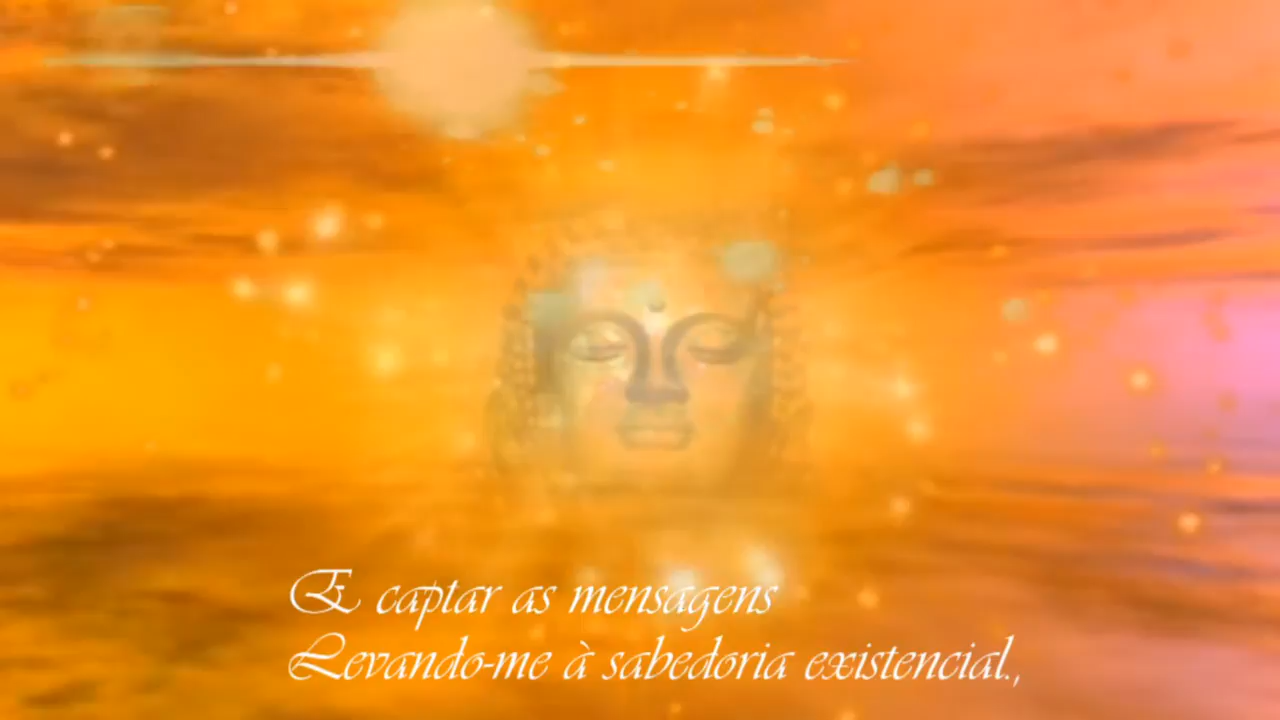 E captar as mensagens
Levando-me à sabedoria existencial.,